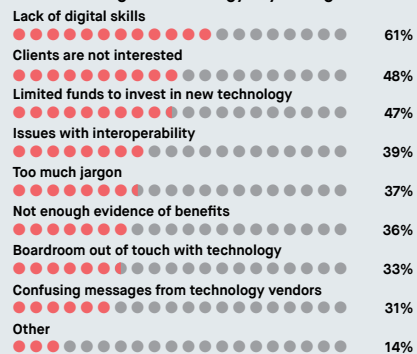 Lack of digital skills
61%
Clients are not interested
48%
Limited funds to invest in new technology
47%
Issues with interoperability
39%
Too much jargon
37%
Not enough evidence of benefits
36%
Boardroom out of touch with technology
33%
Confusing messages from technology vendors
31%
Other
14%